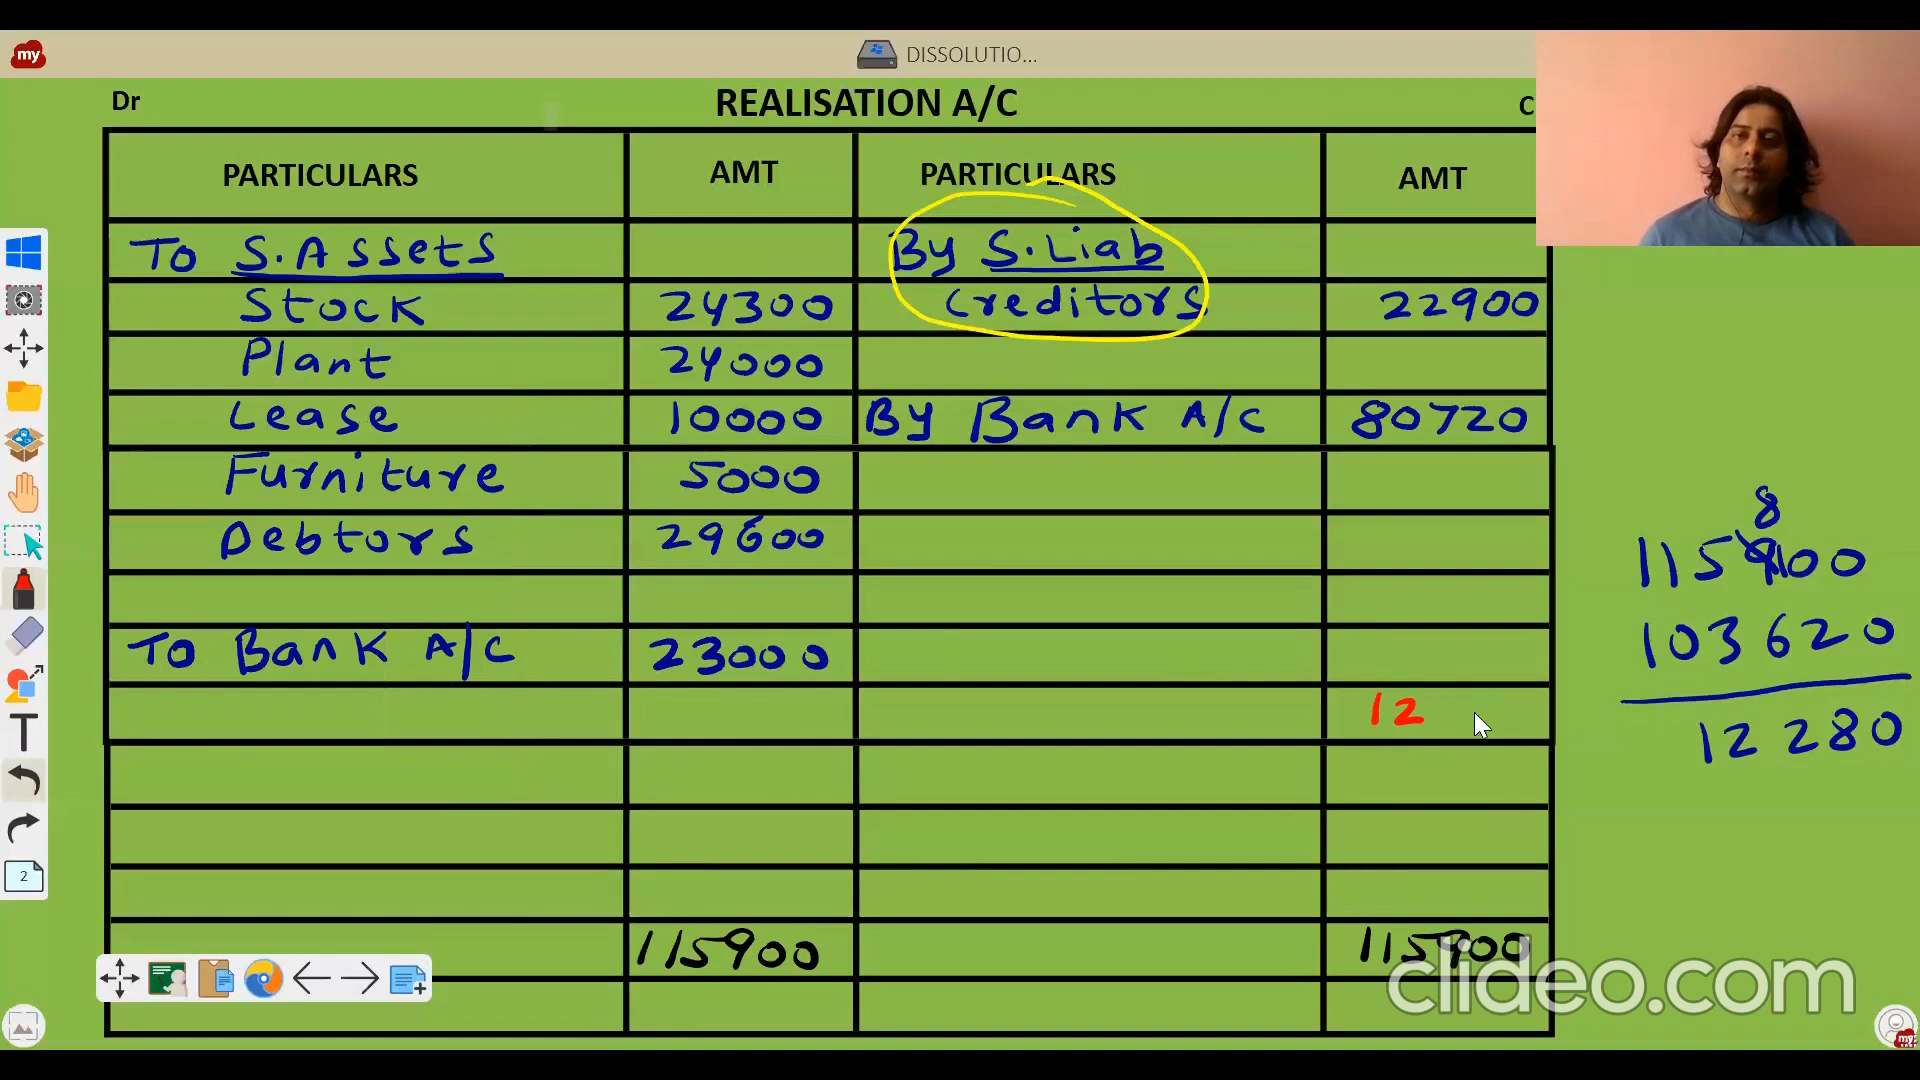 my
DISSOLUTIO...
Dr REALISATION A/C C
PARTICULARS AMT PARTICULARS AMT
To S.Assets By S.Liab
Stock 24300 Creditors 22900
Plant 24000
Lease 10000 By Bank A/c 80720
Furniture 5000
Debtors 29600
To Bank A/c 23000
12
115900 115900
8
115900
103620
12280
T
2
clideo.com
my